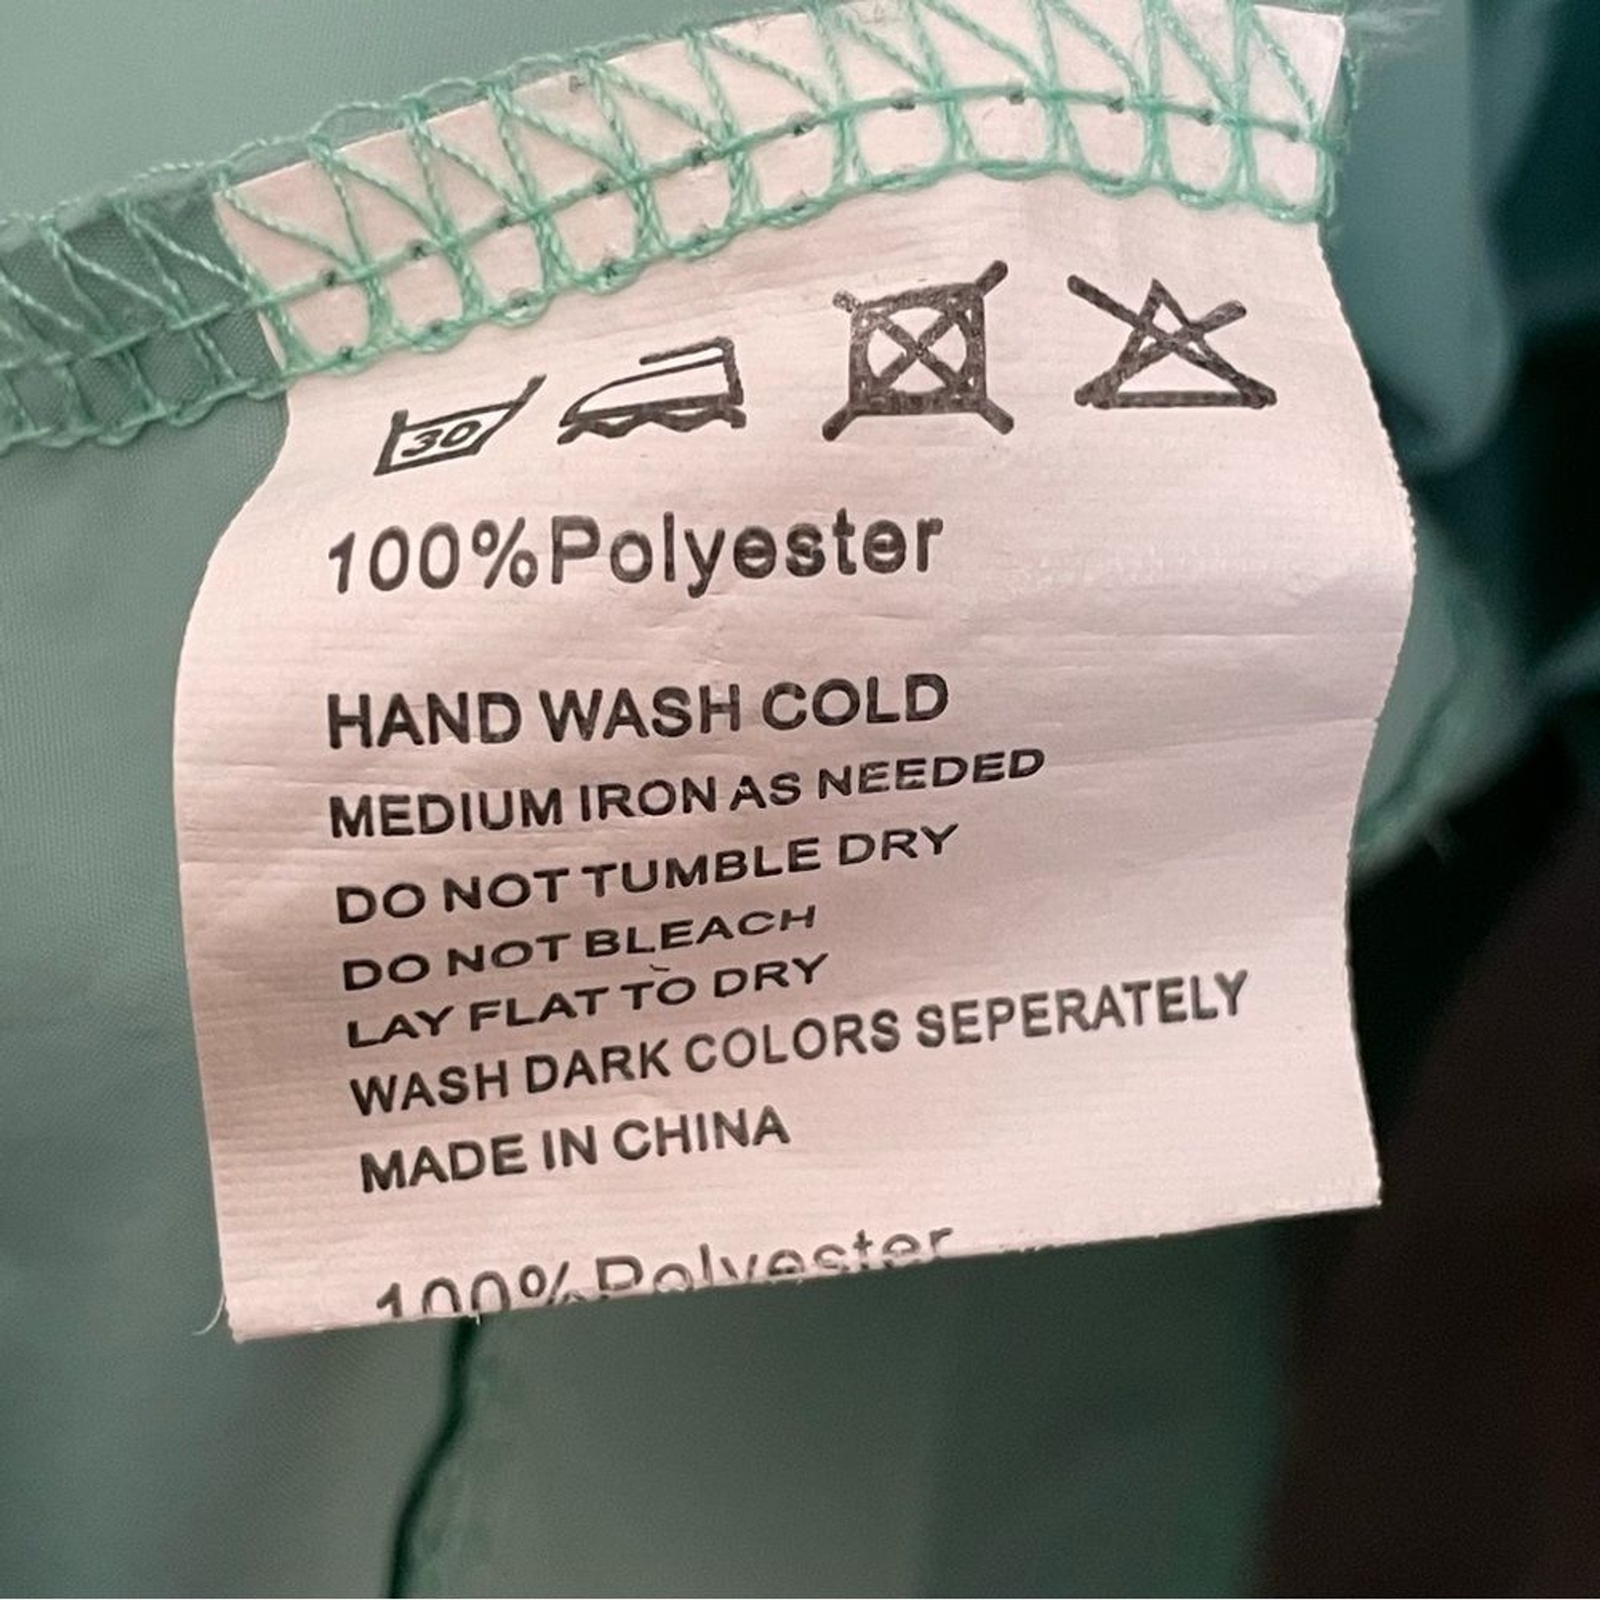 30
100%Polyester
HAND WASH COLD
MEDIUM IRON AS NEEDED
DO NOT TUMBLE DRY
DO NOT BLEACH
LAY FLAT TO DRY
WASH DARK COLORS SEPERATELY
MADE IN CHINA
100%Polyester